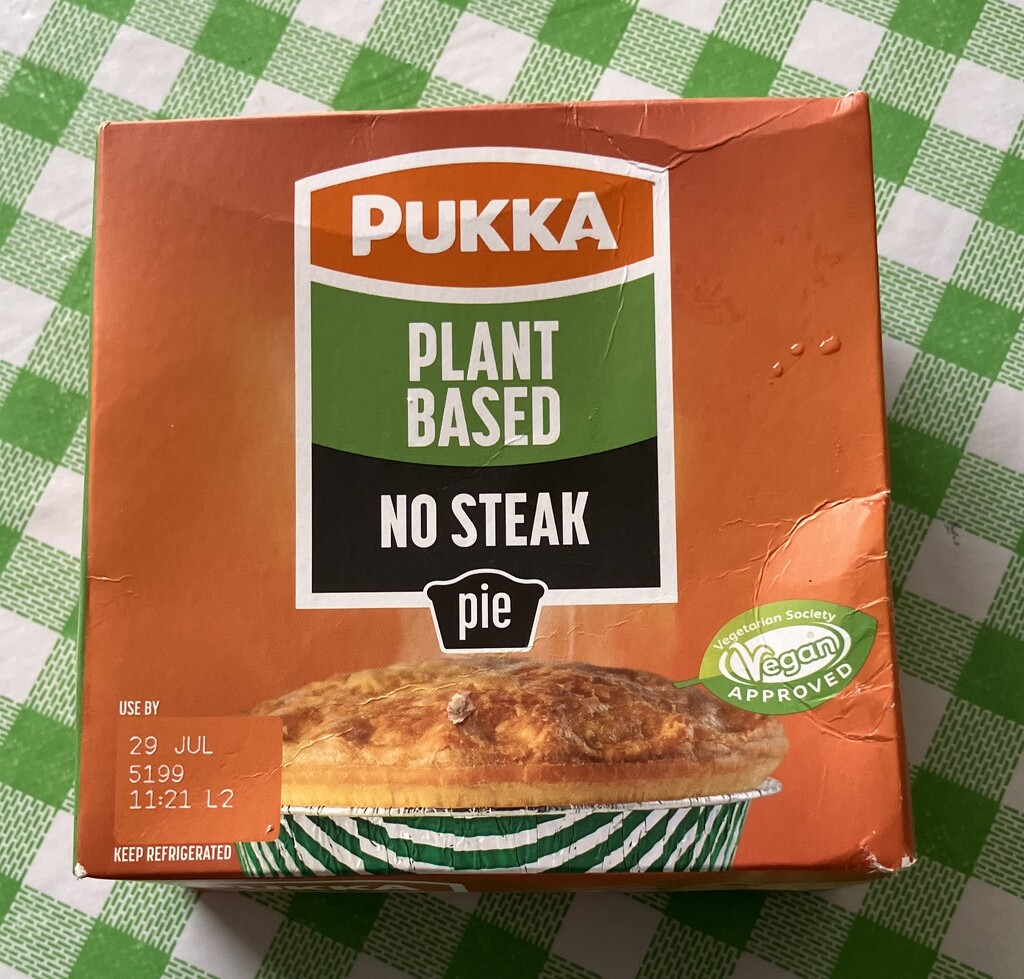 PUKKA
PLANT
BASED
NO STEAK
pie
Vegetarian Society
Vegan
APPROVED
USE BY
29 JUL
5199
11:21 L2
KEEP REFRIGERATED
PUKKA